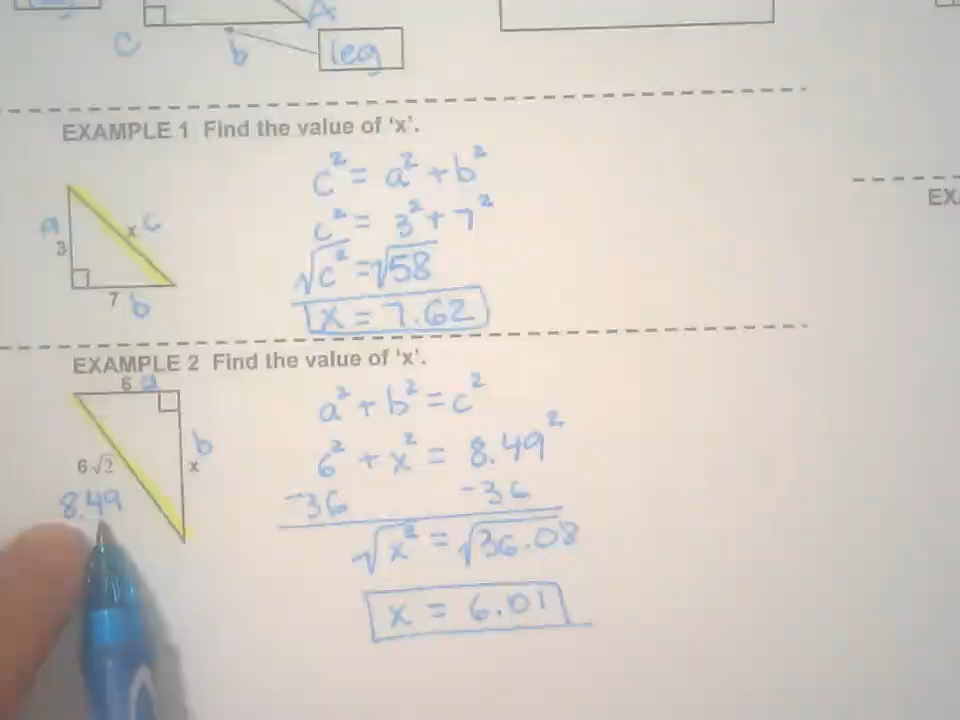 A
C
b
leg
EXAMPLE 1 Find the value of 'x'.
c² = a² + b²
a
x c
c² = 3² + 7²
3
√c² = √58
7 b
x = 7.62
EX
EXAMPLE 2 Find the value of 'x'.
6 a
a² + b² = c²
b
6² + x² = 8.49²
6√2
x
8.49
-36 -36
√x² = √36.08
x = 6.01